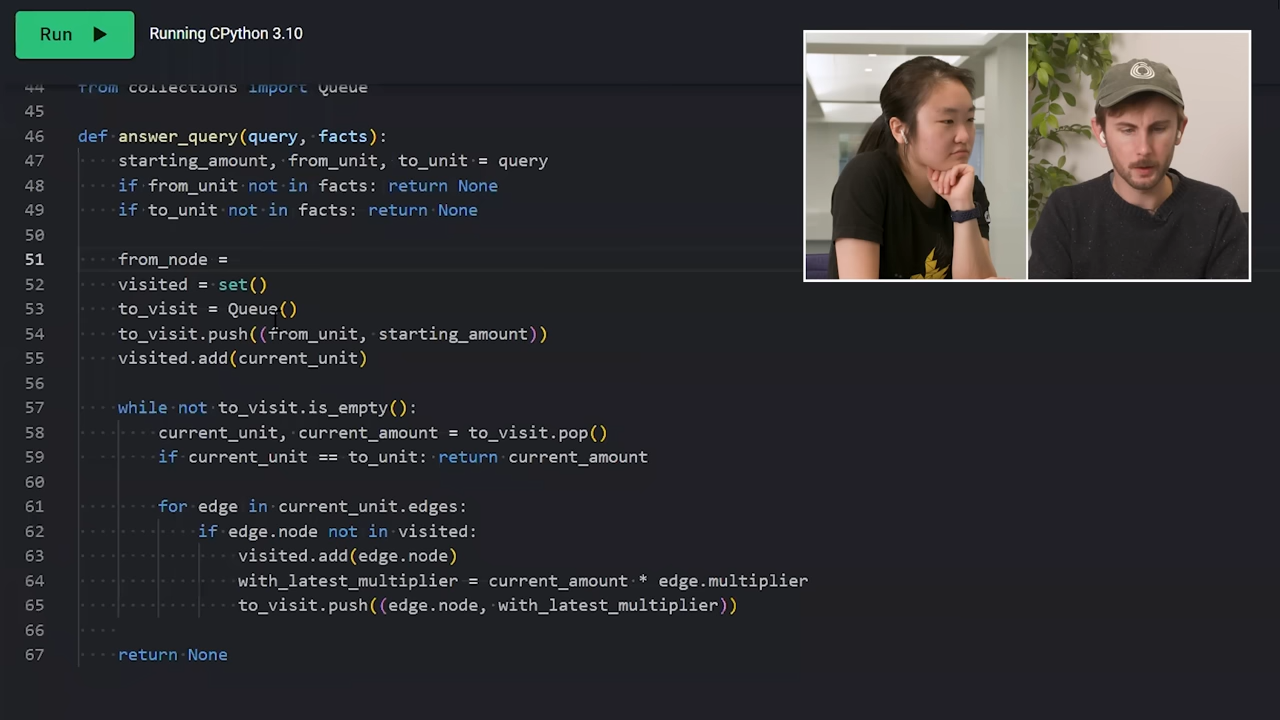 Run
Running CPython 3.10
44 from collections import Queue
45
46 def answer_query(query, facts):
47     starting_amount, from_unit, to_unit = query
48     if from_unit not in facts: return None
49     if to_unit not in facts: return None
50
51     from_node =
52     visited = set()
53     to_visit = Queue()
54     to_visit.push((from_unit, starting_amount))
55     visited.add(current_unit)
56
57     while not to_visit.is_empty():
58         current_unit, current_amount = to_visit.pop()
59         if current_unit == to_unit: return current_amount
60
61         for edge in current_unit.edges:
62             if edge.node not in visited:
63                 visited.add(edge.node)
64                 with_latest_multiplier = current_amount * edge.multiplier
65                 to_visit.push((edge.node, with_latest_multiplier))
66
67     return None